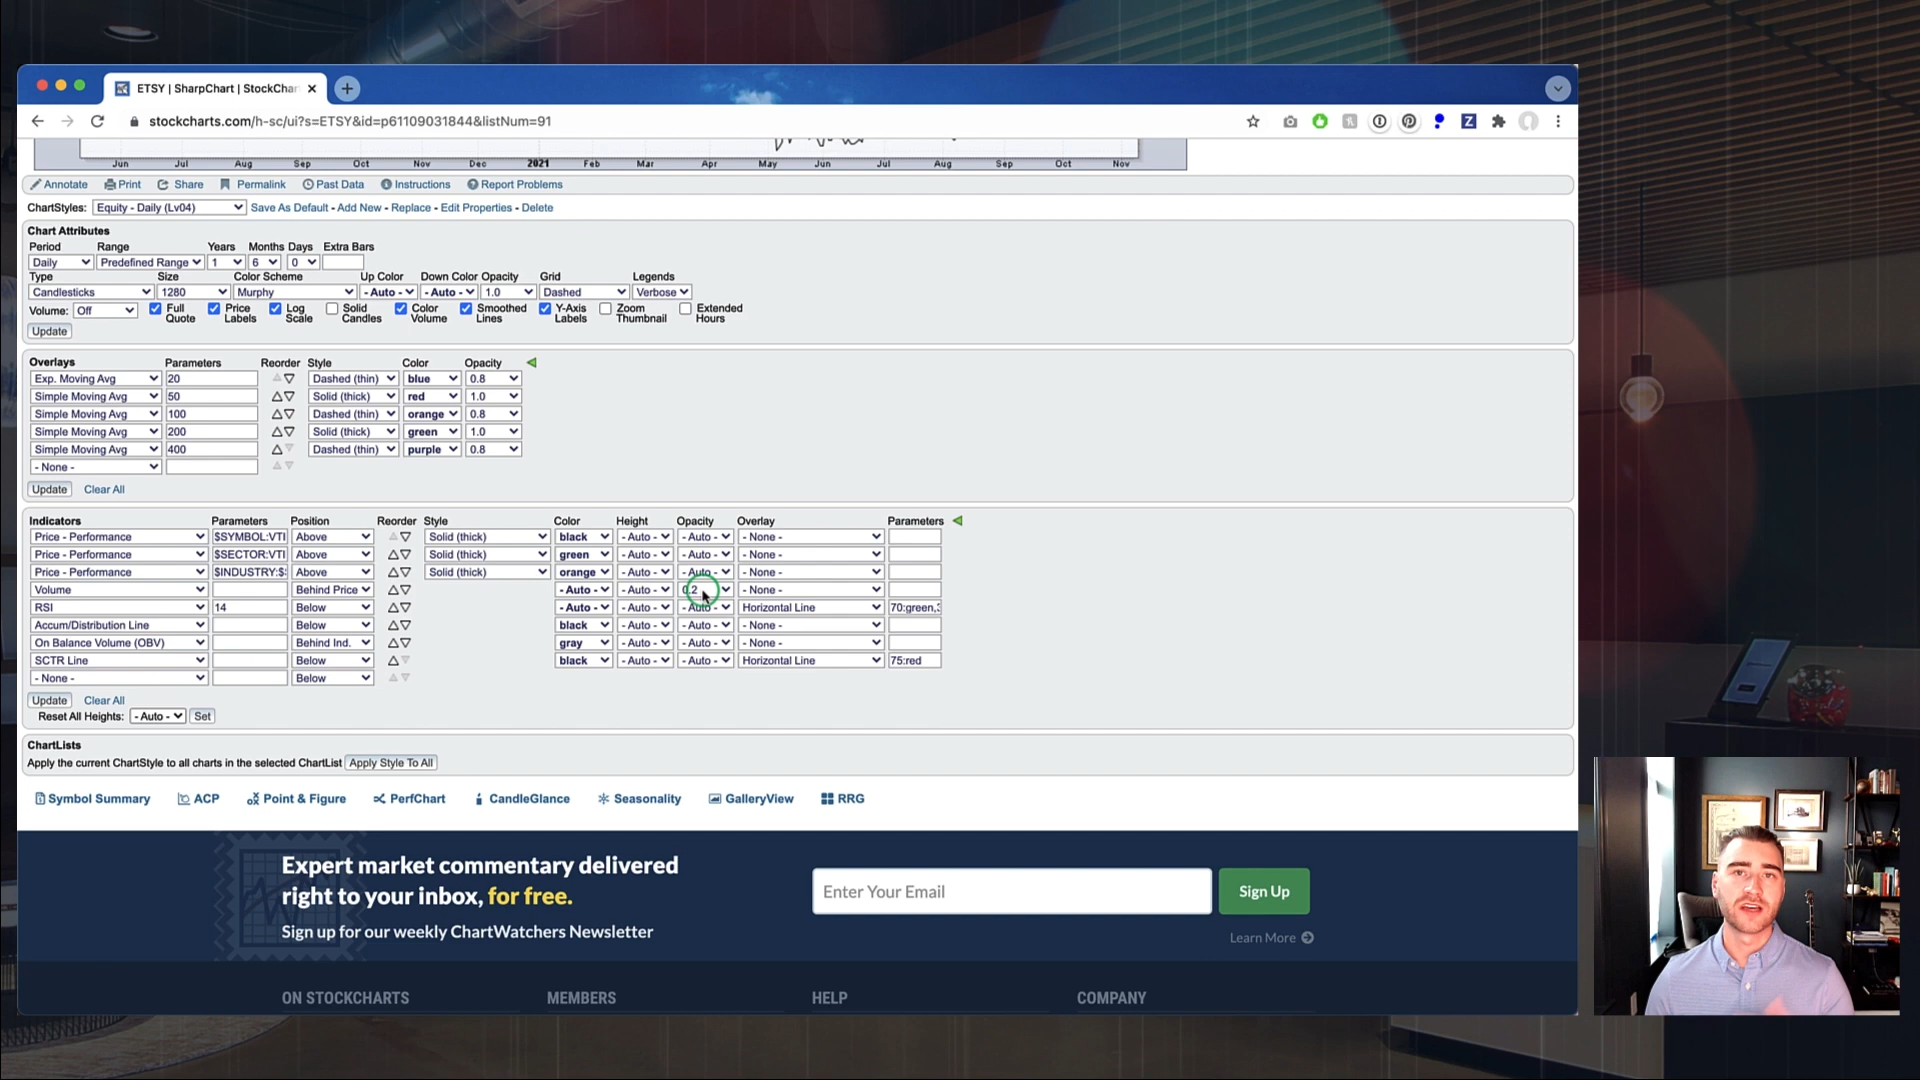 ETSY | SharpChart | StockChar
stockcharts.com/h-sc/ui?s=ETSY&id=p61109031844&listNum=91
Jun Jul Aug Sep Oct Nov Dec 2021 Feb Mar Apr May Jun Jul Aug Sep Oct Nov
Annotate Print Share Permalink Past Data Instructions Report Problems
ChartStyles: Equity - Daily (Lv04) Save As Default - Add New - Replace - Edit Properties - Delete
Chart Attributes
Period Range Years Months Days Extra Bars
Daily Predefined Range 1 6 0
Type Size Color Scheme Up Color Down Color Opacity Grid Legends
Candlesticks 1280 Murphy - Auto - - Auto - 1.0 Dashed Verbose
Volume: Off Full Quote Price Labels Log Scale Solid Candles Color Volume Smoothed Lines Y-Axis Labels Zoom Thumbnail Extended Hours
Update
Overlays Parameters Reorder Style Color Opacity
Exp. Moving Avg 20 Dashed (thin) blue 0.8
Simple Moving Avg 50 Solid (thick) red 1.0
Simple Moving Avg 100 Dashed (thin) orange 0.8
Simple Moving Avg 200 Solid (thick) green 1.0
Simple Moving Avg 400 Dashed (thin) purple 0.8
- None -
Update Clear All
Indicators Parameters Position Reorder Style Color Height Opacity Overlay Parameters
Price - Performance $SYMBOL:VTI Above Solid (thick) black - Auto - - Auto - - None -
Price - Performance $SECTOR:VTI Above Solid (thick) green - Auto - - Auto - - None -
Price - Performance $INDUSTRY:$ Above Solid (thick) orange - Auto - - Auto - - None -
Volume Behind Price - Auto - - Auto - 0.2 - None -
RSI 14 Below - Auto - - Auto - - Auto - Horizontal Line 70:green,
Accum/Distribution Line Below black - Auto - - Auto - - None -
On Balance Volume (OBV) Behind Ind. gray - Auto - - Auto - - None -
SCTR Line Below black - Auto - - Auto - Horizontal Line 75:red
- None - Below
Update Clear All
Reset All Heights: - Auto - Set
ChartLists
Apply the current ChartStyle to all charts in the selected ChartList Apply Style To All
Symbol Summary ACP Point & Figure PerfChart CandleGlance Seasonality GalleryView RRG
Expert market commentary delivered
right to your inbox, for free.
Enter Your Email Sign Up
Sign up for our weekly ChartWatchers Newsletter
Learn More
ON STOCKCHARTS MEMBERS HELP COMPANY